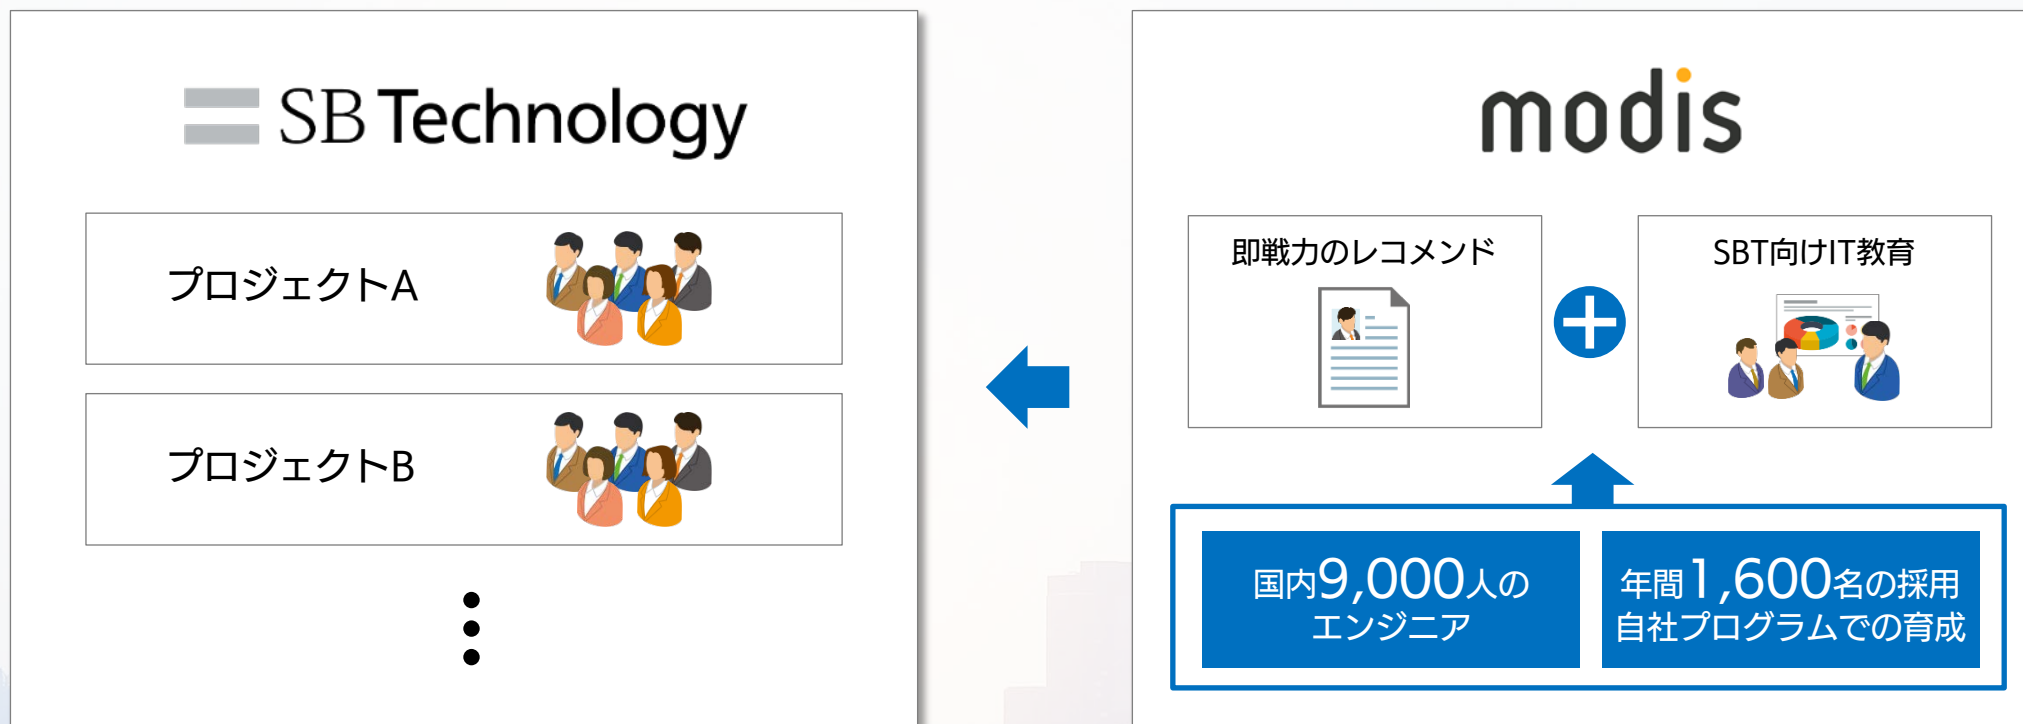 SB Technology
プロジェクトA
プロジェクトB
modis
即戦力のレコメンド
SBT向けIT教育
国内9,000人の
エンジニア
年間1,600名の採用
自社プログラムでの育成